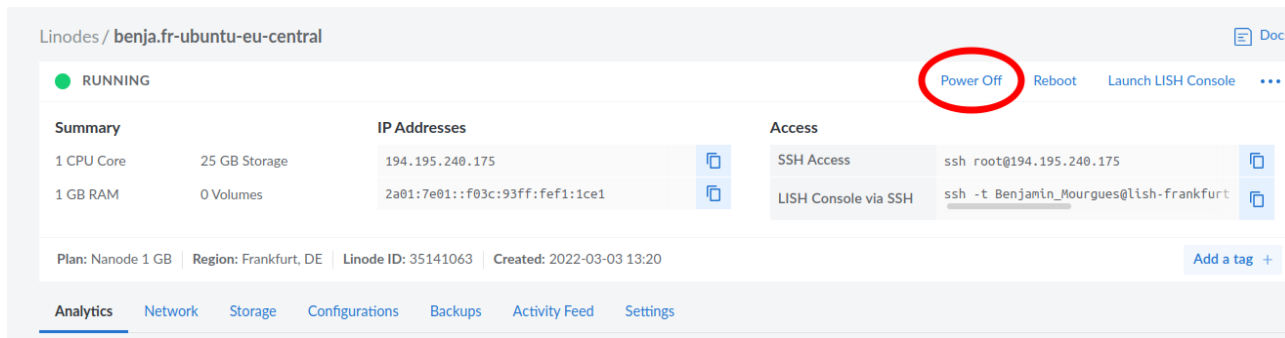 Linodes / benja.fr-ubuntu-eu-central
RUNNING
Power Off Reboot Launch LISH Console
Summary IP Addresses Access
1 CPU Core 25 GB Storage 194.195.240.175 SSH Access ssh root@194.195.240.175
1 GB RAM 0 Volumes 2a01:7e01::f03c:93ff:fef1:1ce1 LISH Console via SSH ssh -t Benjamin_Mourgues@lish-frankfurt
Plan: Nanode 1 GB Region: Frankfurt, DE Linode ID: 35141063 Created: 2022-03-03 13:20 Add a tag +
Analytics Network Storage Configurations Backups Activity Feed Settings